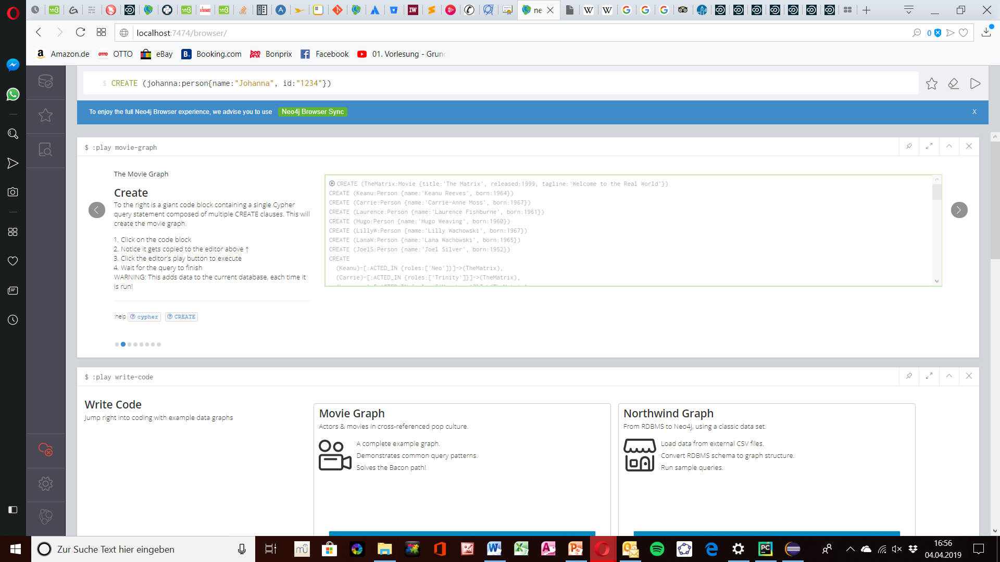 ne
localhost:7474/browser/
0
Amazon.de
OTTO
eBay
Booking.com
Bonprix
Facebook
01. Vorlesung - Grun
$ CREATE (johanna:person{name:"Johanna", id:"1234"})
To enjoy the full Neo4j Browser experience, we advise you to use Neo4j Browser Sync
x
$ :play movie-graph
The Movie Graph
Create
To the right is a giant code block containing a single Cypher
query statement composed of multiple CREATE clauses. This will
create the movie graph.
1. Click on the code block
2. Notice it gets copied to the editor above ↑
3. Click the editor's play button to execute
4. Wait for the query to finish
WARNING: This adds data to the current database, each time it
is run!
:help cypher CREATE
CREATE (TheMatrix:Movie {title:'The Matrix', released:1999, tagline:'Welcome to the Real World'})
CREATE (Keanu:Person {name:'Keanu Reeves', born:1964})
CREATE (Carrie:Person {name:'Carrie-Anne Moss', born:1967})
CREATE (Laurence:Person {name:'Laurence Fishburne', born:1961})
CREATE (Hugo:Person {name:'Hugo Weaving', born:1960})
CREATE (LillyW:Person {name:'Lilly Wachowski', born:1967})
CREATE (LanaW:Person {name:'Lana Wachowski', born:1965})
CREATE (JoelS:Person {name:'Joel Silver', born:1952})
CREATE
(Keanu)-[:ACTED_IN {roles:['Neo']}]->(TheMatrix),
(Carrie)-[:ACTED_IN {roles:['Trinity']}]->(TheMatrix),
$ :play write-code
Write Code
Jump right into coding with example data graphs
Movie Graph
Actors & movies in cross-referenced pop culture.
A complete example graph.
Demonstrates common query patterns.
Solves the Bacon path!
Northwind Graph
From RDBMS to Neo4j, using a classic data set.
Load data from external CSV files.
Convert RDBMS schema to graph structure.
Run sample queries.
Zur Suche Text hier eingeben
16:56
04.04.2019